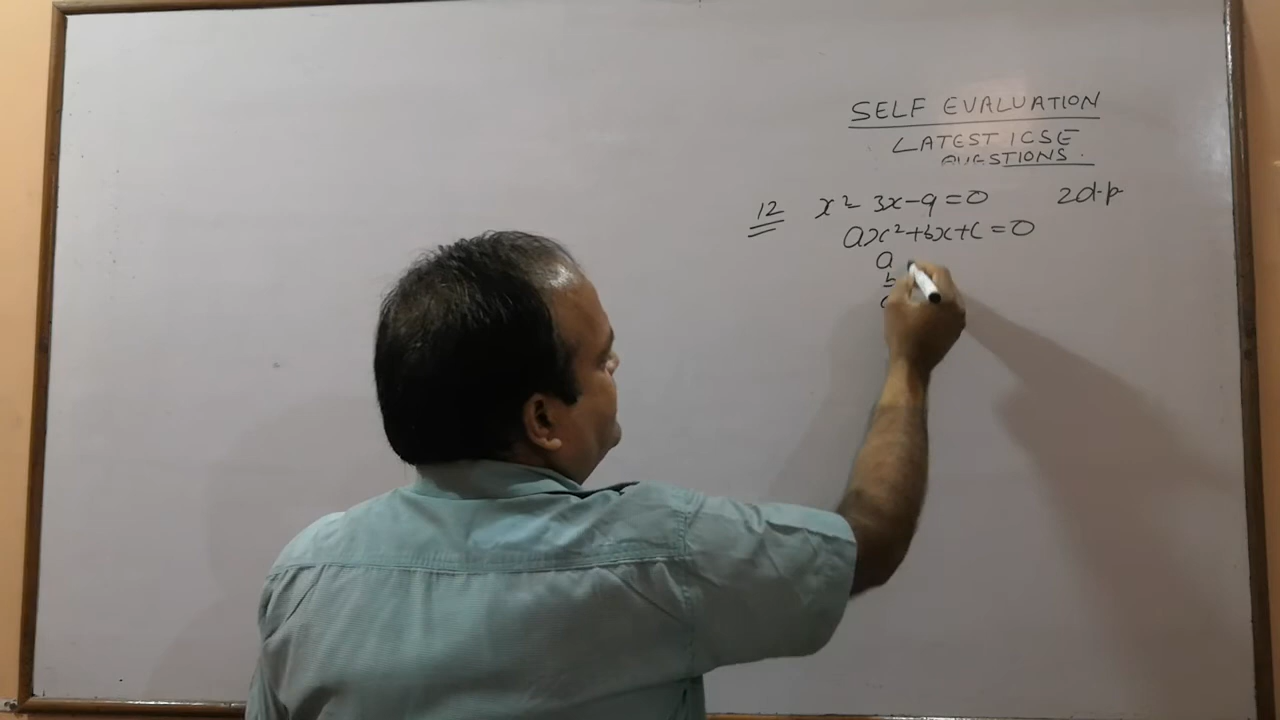 SELF EVALUATION
LATEST ICSE
QUESTIONS.
12 x² 3x-9=0 2d.p
ax²+bx+c=0
a
b